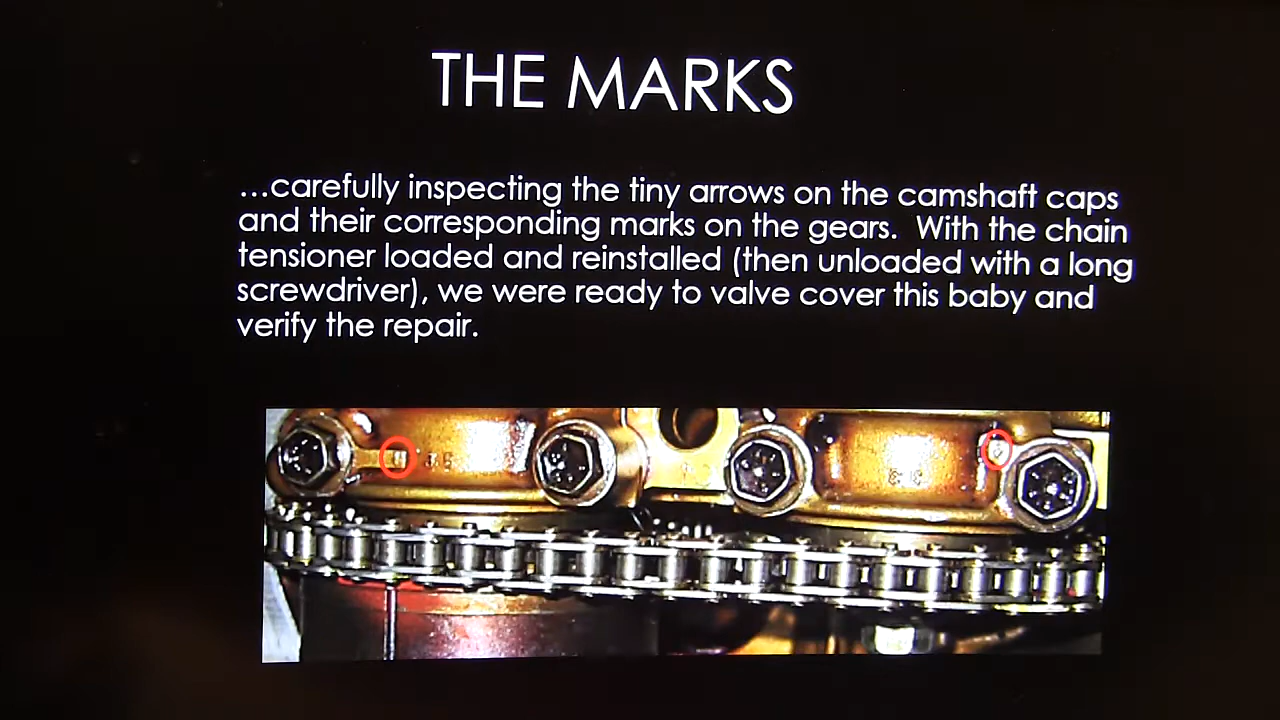 THE MARKS
...carefully inspecting the tiny arrows on the camshaft caps
and their corresponding marks on the gears.  With the chain
tensioner loaded and reinstalled (then unloaded with a long
screwdriver), we were ready to valve cover this baby and
verify the repair.